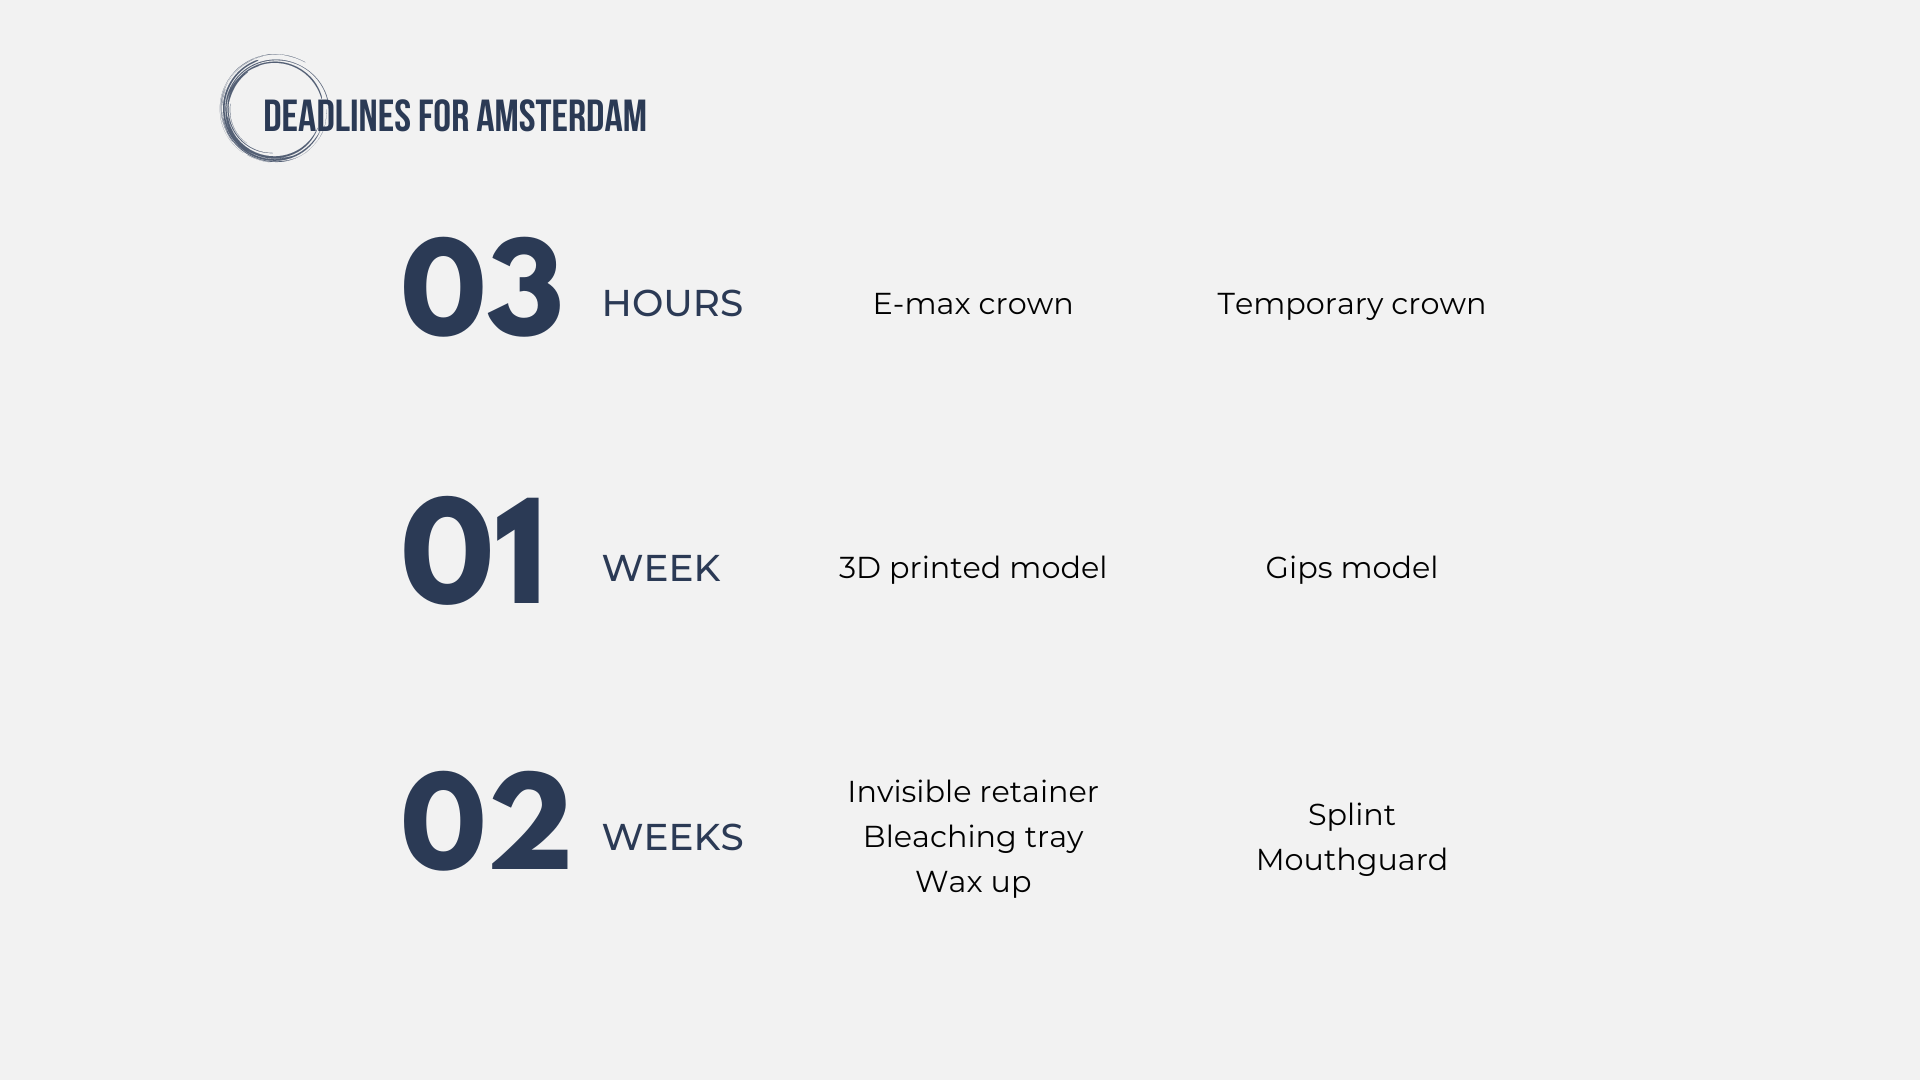 DEADLINES FOR AMSTERDAM
03 HOURS E-max crown Temporary crown
01 WEEK 3D printed model Gips model
02 WEEKS
Invisible retainer
Bleaching tray
Wax up
Splint
Mouthguard